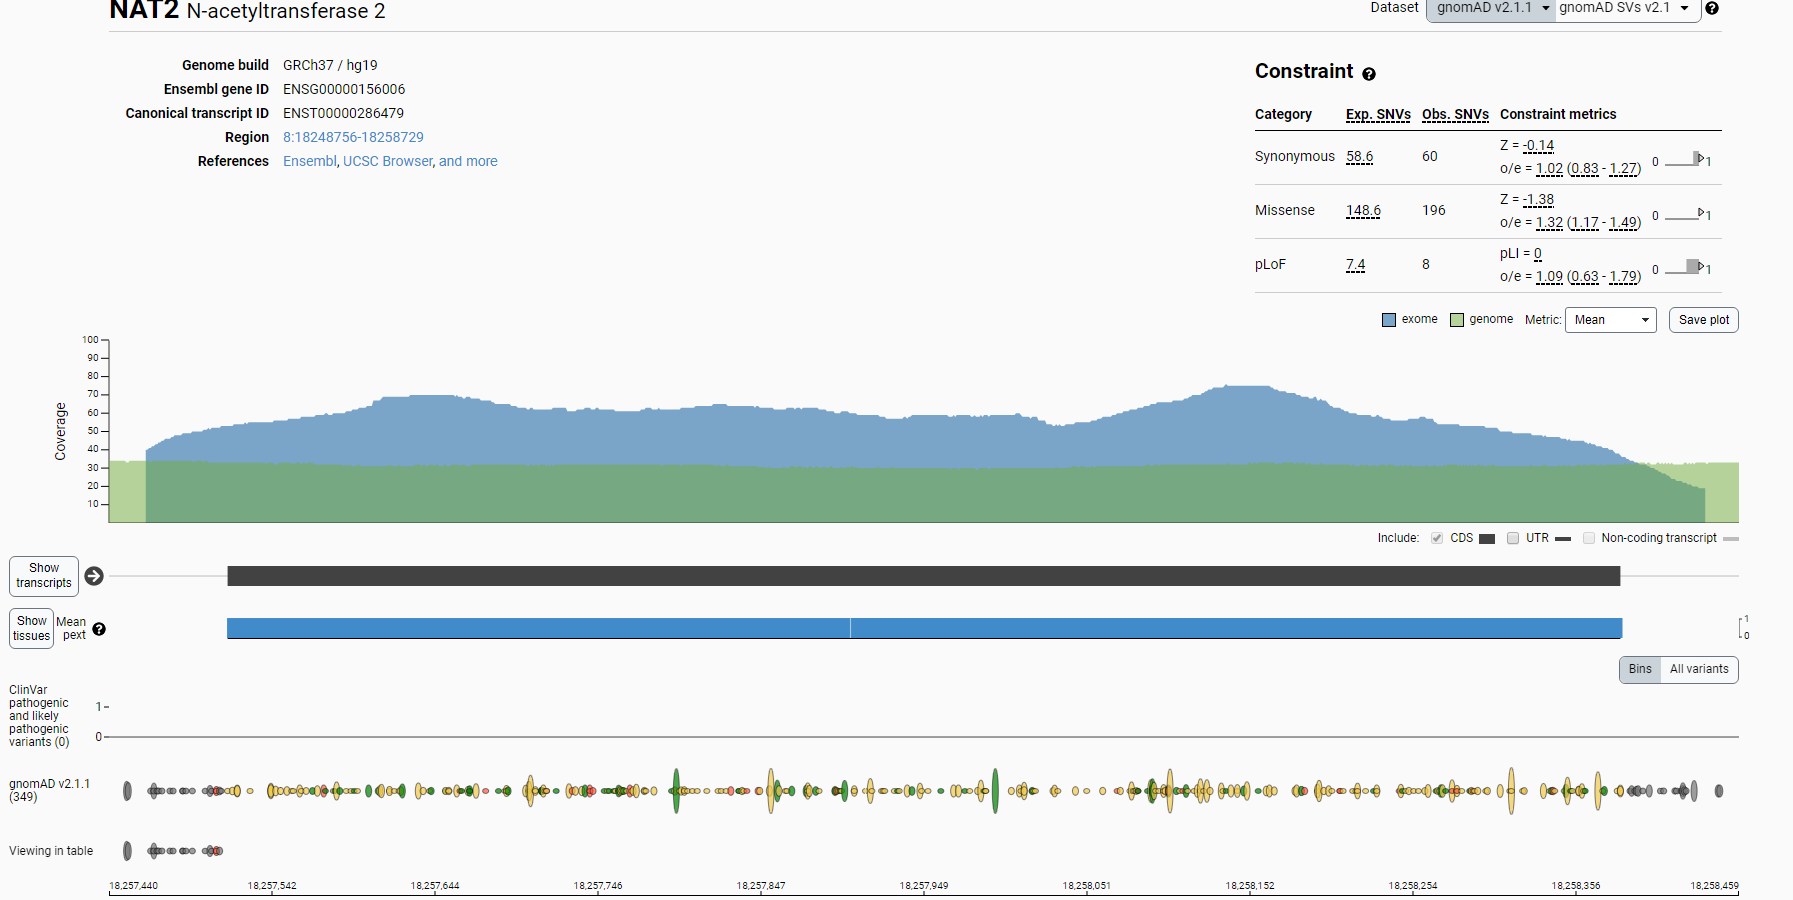 NAT2 N-acetyltransferase 2
Dataset gnomAD v2.1.1 gnomAD SVs v2.1 ?
Genome build GRCh37 / hg19
Ensembl gene ID ENSG00000156006
Canonical transcript ID ENST00000286479
Region 8:18248756-18258729
References Ensembl, UCSC Browser, and more
Constraint ?
Category Exp. SNVs Obs. SNVs Constraint metrics
Synonymous 58.6 60 Z = -0.14
o/e = 1.02 (0.83 - 1.27) 0 1
Missense 148.6 196 Z = -1.38
o/e = 1.32 (1.17 - 1.49) 0 1
pLoF 7.4 8 pLI = 0
o/e = 1.09 (0.63 - 1.79) 0 1
exome genome Metric: Mean Save plot
100
90
80
70
60
50
40
30
20
10
Coverage
Include: CDS UTR Non-coding transcript
Show
transcripts
Show
tissues
Mean
pext ?
1
0
Bins All variants
ClinVar
pathogenic
and likely
pathogenic
variants (0)
1
0
gnomAD v2.1.1
(349)
Viewing in table
18,257,440 18,257,542 18,257,644 18,257,746 18,257,847 18,257,949 18,258,051 18,258,152 18,258,254 18,258,356 18,258,459